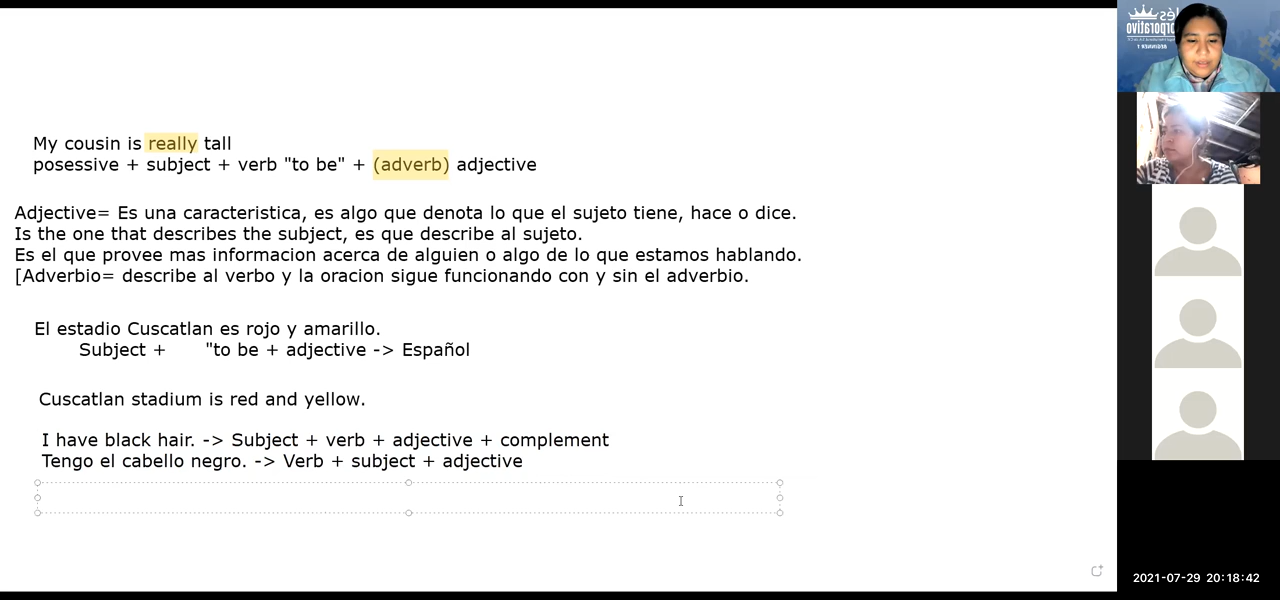 My cousin is really tall
posessive + subject + verb "to be" + (adverb) adjective
Adjective= Es una caracteristica, es algo que denota lo que el sujeto tiene, hace o dice.
Is the one that describes the subject, es que describe al sujeto.
Es el que provee mas informacion acerca de alguien o algo de lo que estamos hablando.
[Adverbio= describe al verbo y la oracion sigue funcionando con y sin el adverbio.
El estadio Cuscatlan es rojo y amarillo.
Subject + "to be + adjective -> Español
Cuscatlan stadium is red and yellow.
I have black hair. -> Subject + verb + adjective + complement
Tengo el cabello negro. -> Verb + subject + adjective
2021-07-29 20:18:42